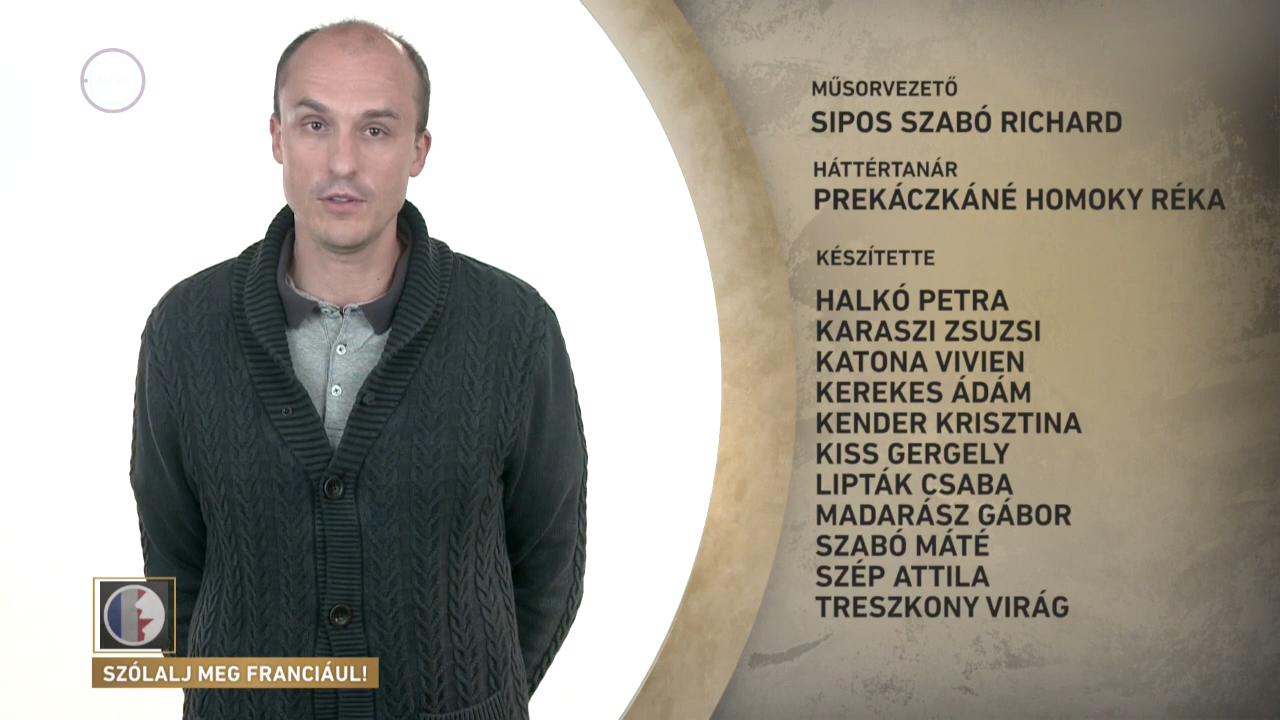 MŰSORVEZETŐ
SIPOS SZABÓ RICHARD
HÁTTÉRTANÁR
PREKÁCZKÁNÉ HOMOKY RÉKA
KÉSZÍTETTE
HALKÓ PETRA
KARASZI ZSUZSI
KATONA VIVIEN
KEREKES ÁDÁM
KENDER KRISZTINA
KISS GERGELY
LIPTÁK CSABA
MADARÁSZ GÁBOR
SZABÓ MÁTÉ
SZÉP ATTILA
TRESZKONY VIRÁG
SZÓLALJ MEG FRANCIÁUL!